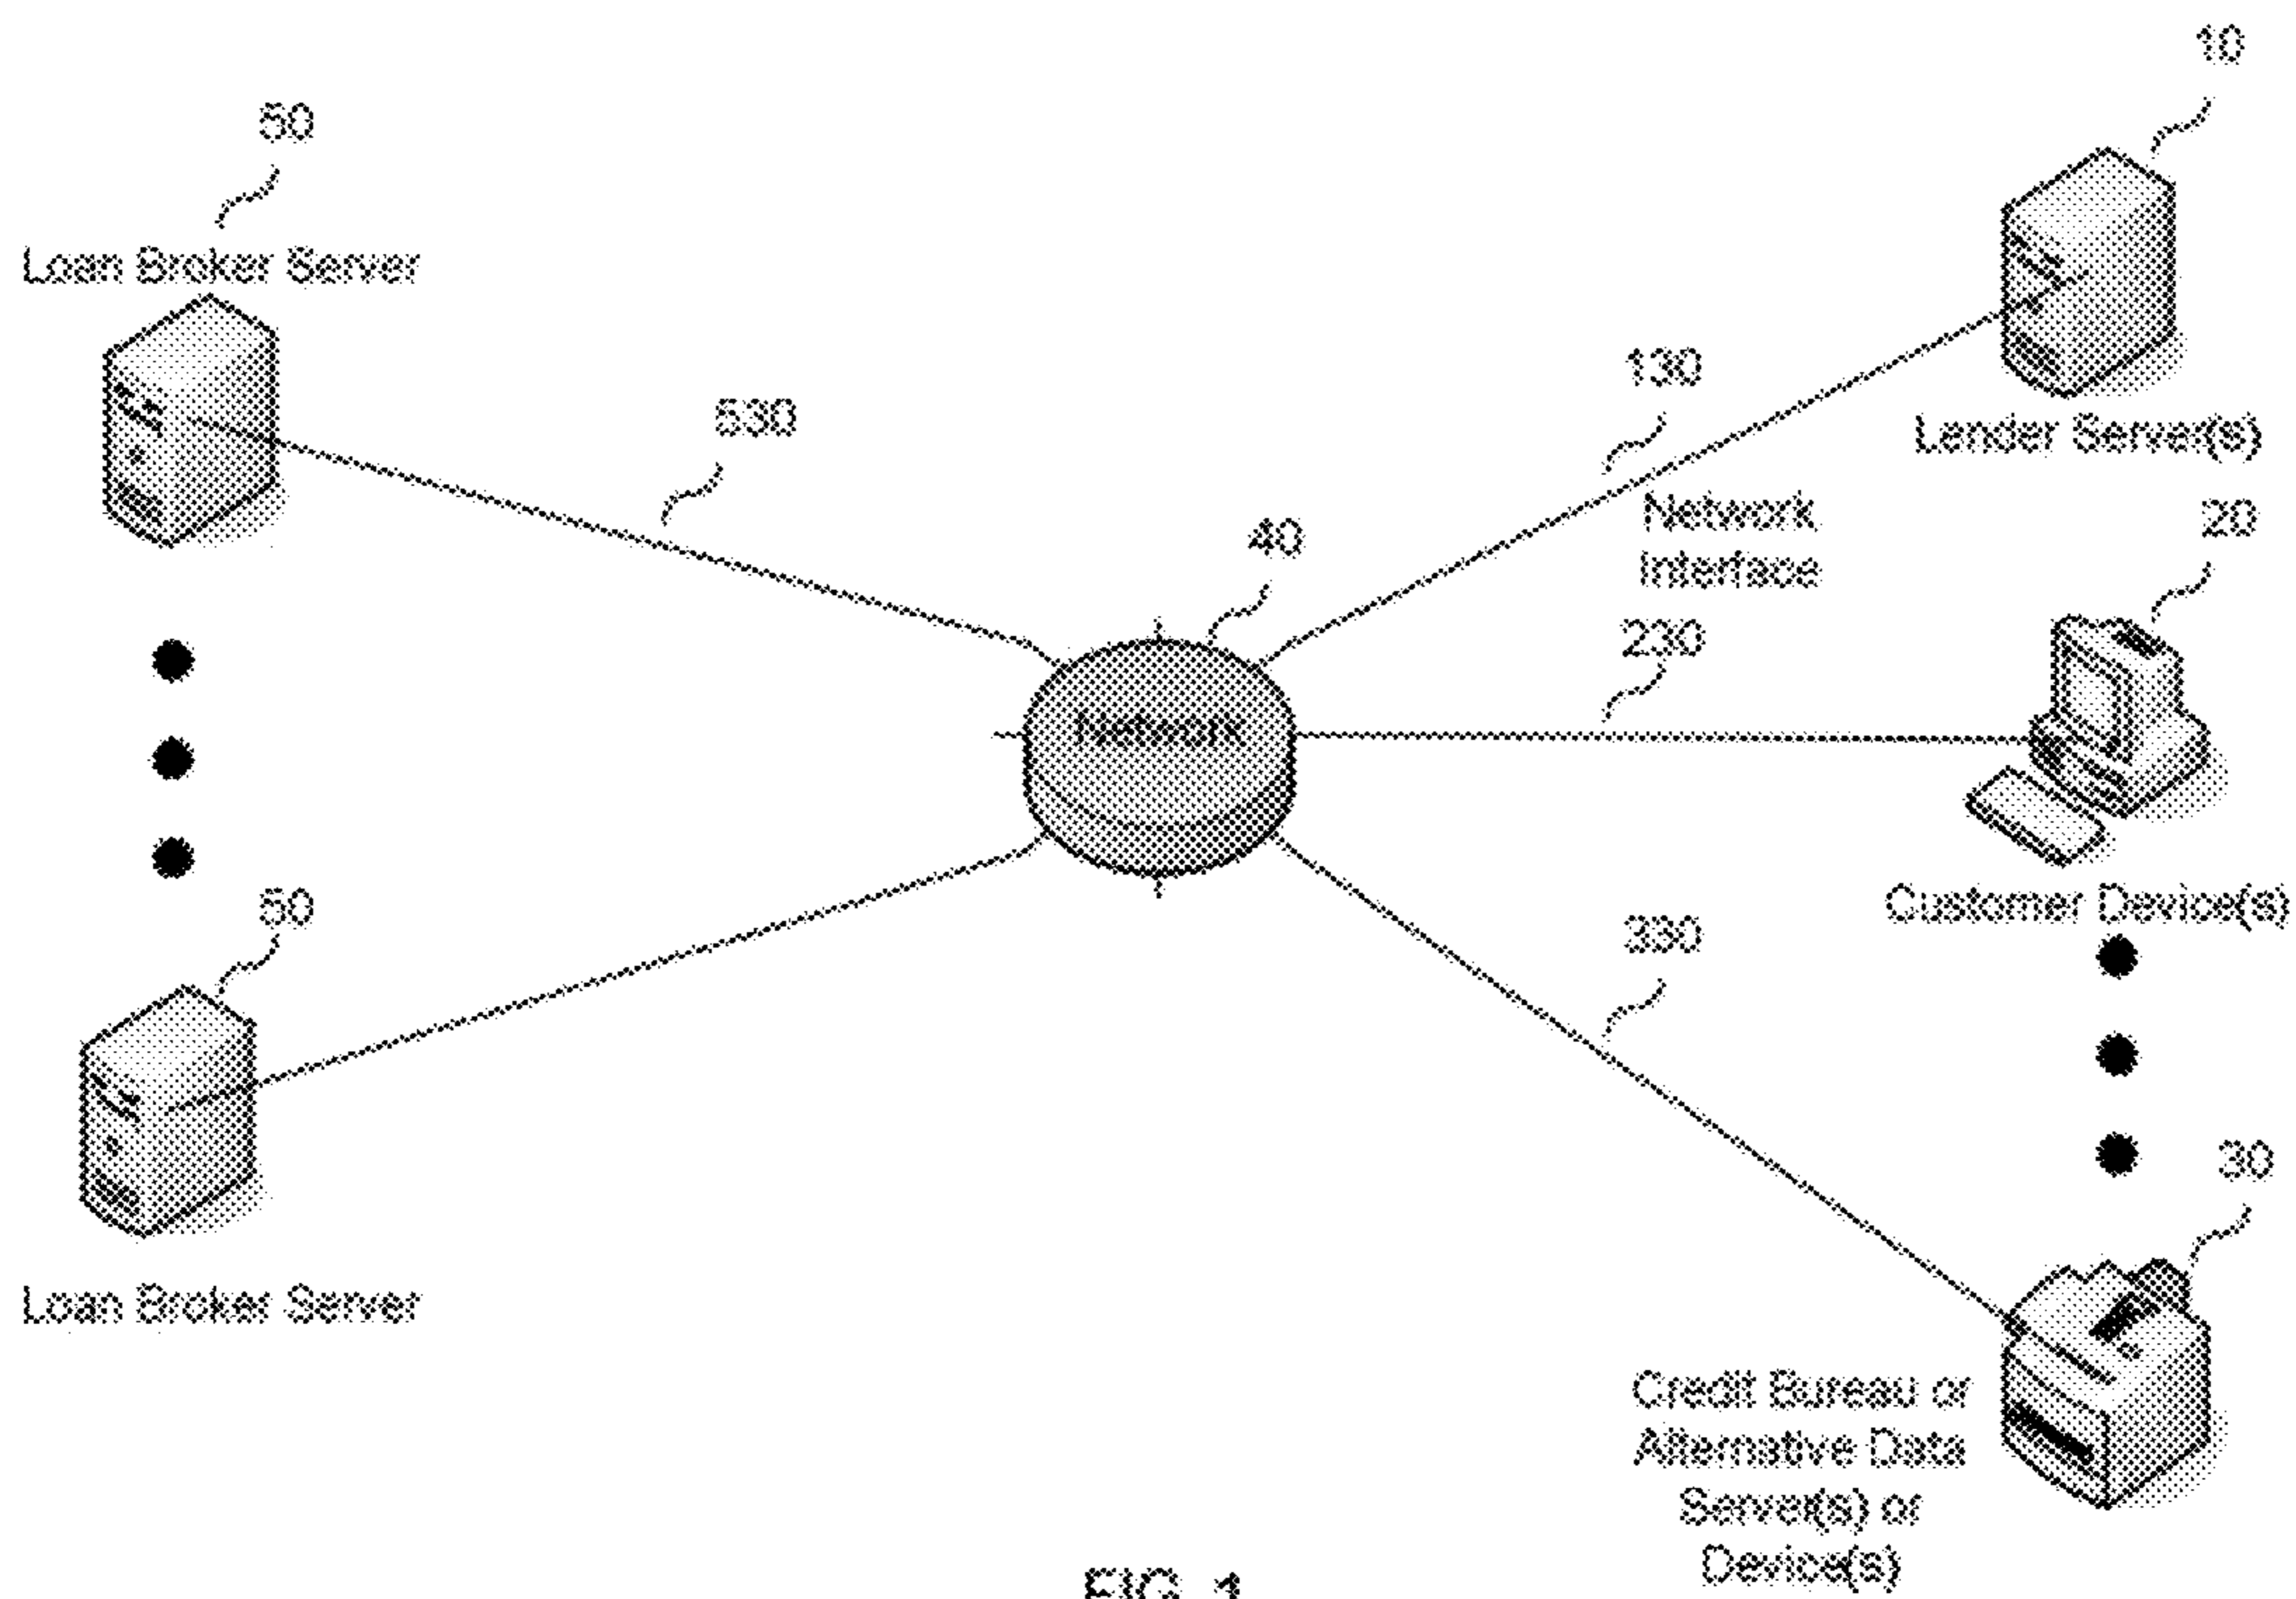 10
50
Loan Broker Server
130
530
Lender Server(s)
Network
Interface
20
40
230
Network
50
Customer Device(s)
330
30
Loan Broker Server
Credit Bureau or
Alternative Data
Server(s) or
Device(s)
FIG. 1